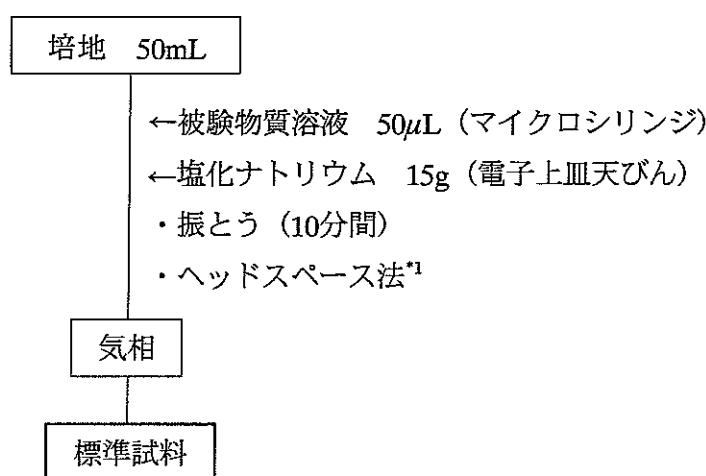 培地　50mL
←被験物質溶液　50μL（マイクロシリンジ）
←塩化ナトリウム　15g（電子上皿天びん）
・振とう（10分間）
・ヘッドスペース法*1
気相
標準試料